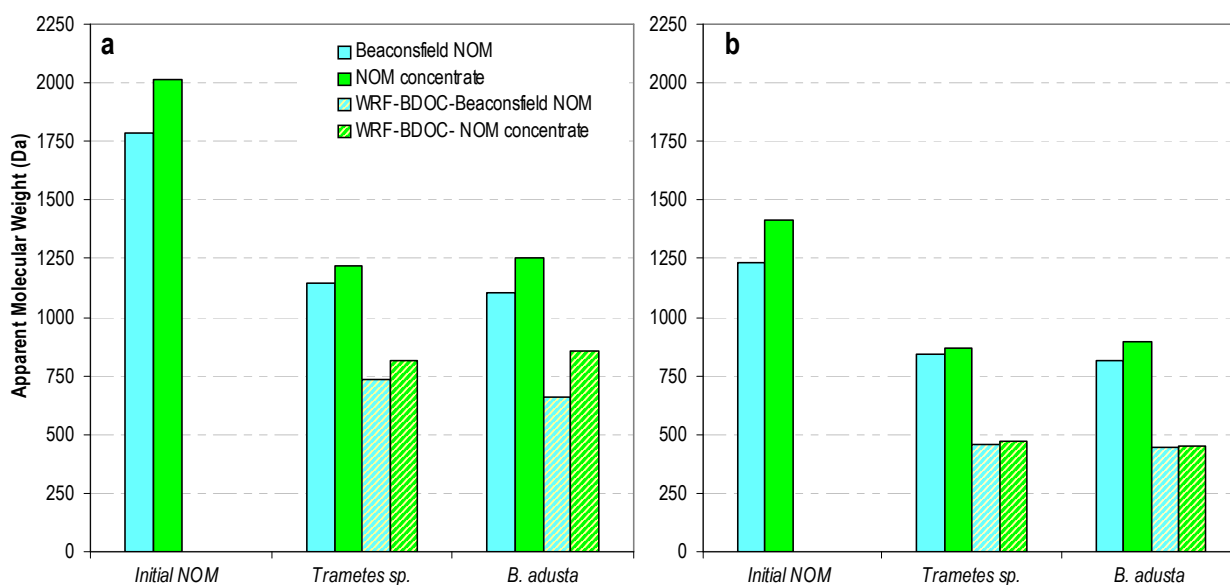 a
Beaconsfield NOM
NOM concentrate
WRF-BDOC-Beaconsfield NOM
WRF-BDOC- NOM concentrate
Apparent Molecular Weight (Da)
2250
2000
1750
1500
1250
1000
750
500
250
0
Initial NOM Trametes sp. B. adusta
b
2250
2000
1750
1500
1250
1000
750
500
250
0
Initial NOM Trametes sp. B. adusta